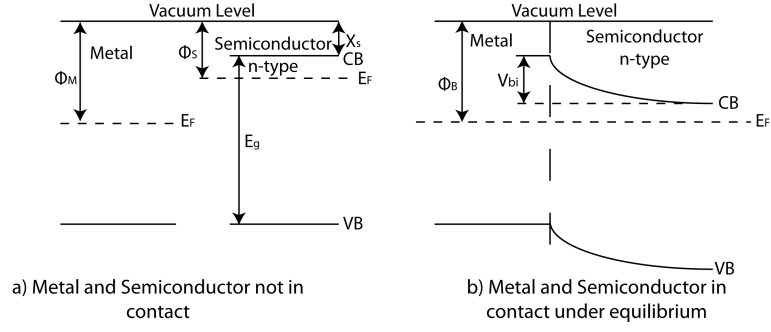 Vacuum Level
Metal
Φs
Semiconductor
n-type
Xs
CB
ΦM
EF
EF
Eg
VB
a) Metal and Semiconductor not in
contact
Vacuum Level
Metal
Semiconductor
n-type
Vbi
ΦB
CB
EF
VB
b) Metal and Semiconductor in
contact under equilibrium